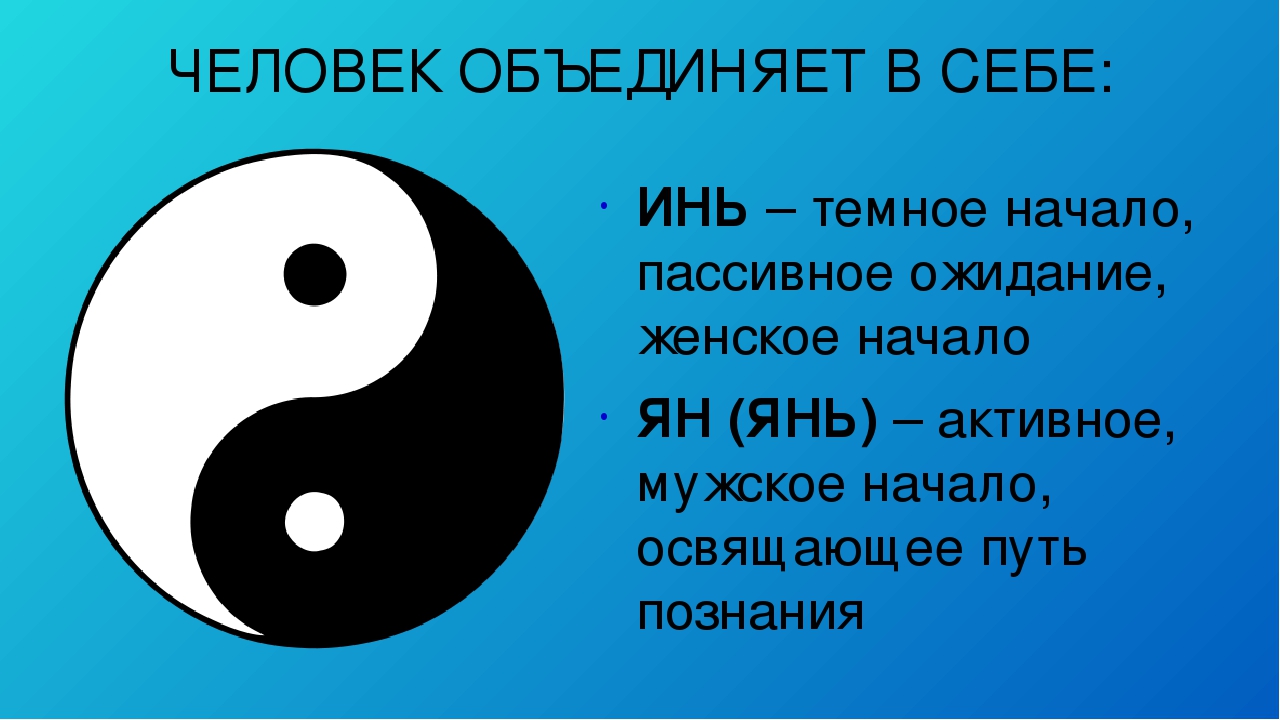 ЧЕЛОВЕК ОБЪЕДИНЯЕТ В СЕБЕ:
• ИНЬ – темное начало,
пассивное ожидание,
женское начало
• ЯН (ЯНЬ) – активное,
мужское начало,
освящающее путь
познания